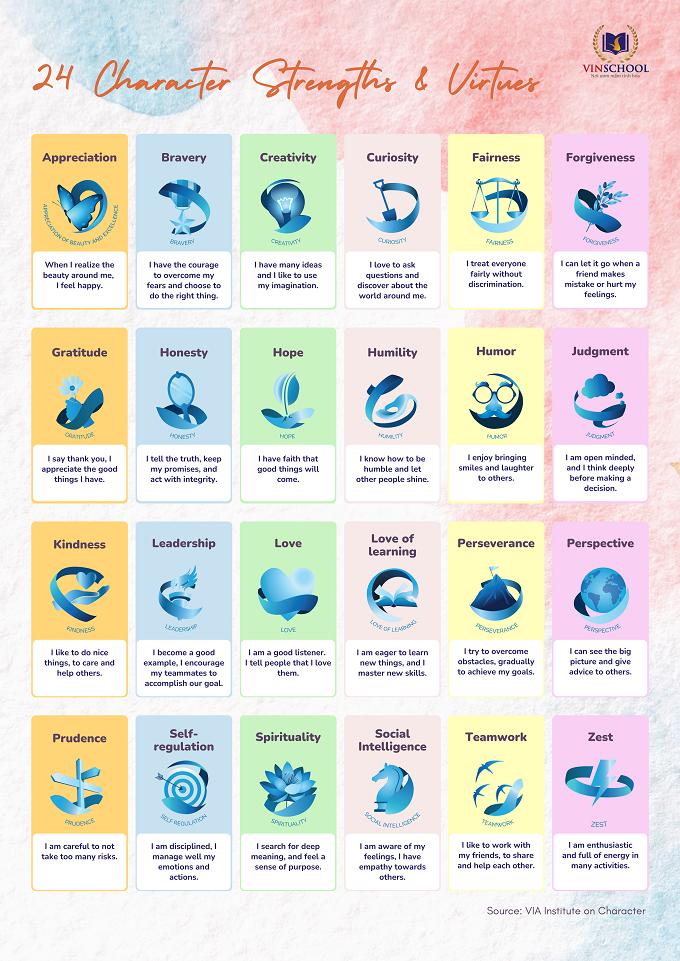 24 Character Strengths & Virtues
VINSCHOOL
Nơi ươm mầm tinh hoa
Appreciation
APPRECIATION OF BEAUTY AND EXCELLENCE
When I realize the
beauty around me,
I feel happy.
Bravery
BRAVERY
I have the courage
to overcome my
fears and choose to
do the right thing.
Creativity
CREATIVITY
I have many ideas
and I like to use
my imagination.
Curiosity
CURIOSITY
I love to ask
questions and
discover about the
world around me.
Fairness
FAIRNESS
I treat everyone
fairly without
discrimination.
Forgiveness
FORGIVENESS
I can let it go when a
friend makes
mistake or hurt my
feelings.
Gratitude
GRATITUDE
I say thank you, I
appreciate the good
things I have.
Honesty
HONESTY
I tell the truth, keep
my promises, and
act with integrity.
Hope
HOPE
I have faith that
good things will
come.
Humility
HUMILITY
I know how to be
humble and let
other people shine.
Humor
HUMOR
I enjoy bringing
smiles and laughter
to others.
Judgment
JUDGMENT
I am open minded,
and I think deeply
before making a
decision.
Kindness
KINDNESS
I like to do nice
things, to care and
help others.
Leadership
LEADERSHIP
I become a good
example, I encourage
my teammates to
accomplish our goal.
Love
LOVE
I am a good listener.
I tell people that I love
them.
Love of
learning
LOVE OF LEARNING
I am eager to learn
new things, and I
master new skills.
Perseverance
PERSEVERANCE
I try to overcome
obstacles, gradually
to achieve my goals.
Perspective
PERSPECTIVE
I can see the big
picture and give
advice to others.
Prudence
PRUDENCE
I am careful to not
take too many risks.
Self-
regulation
SELF REGULATION
I am disciplined, I
manage well my
emotions and
actions.
Spirituality
SPIRITUALITY
I search for deep
meaning, and feel a
sense of purpose.
Social
Intelligence
SOCIAL INTELLIGENCE
I am aware of my
feelings, I have
empathy towards
others.
Teamwork
TEAMWORK
I like to work with
my friends, to share
and help each other.
Zest
ZEST
I am enthusiastic
and full of energy in
many activities.
Source: VIA Institute on Character